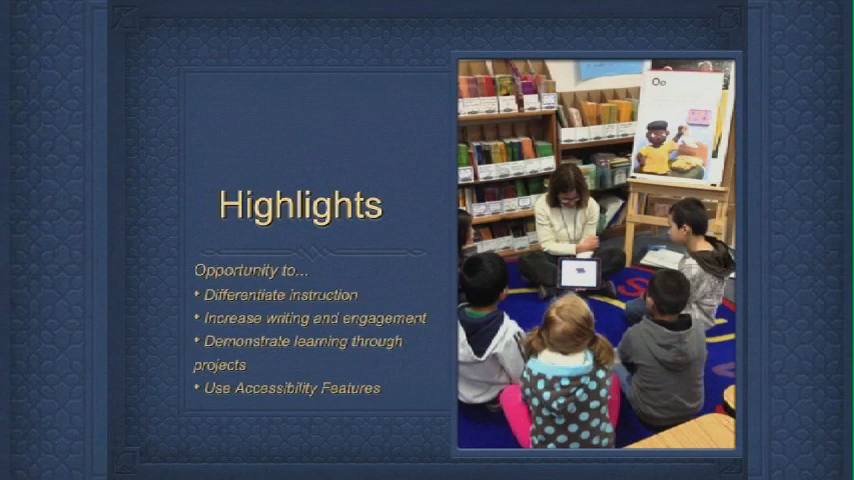 Highlights
Opportunity to...
* Differentiate instruction
* Increase writing and engagement
* Demonstrate learning through
projects
* Use Accessibility Features
Oo